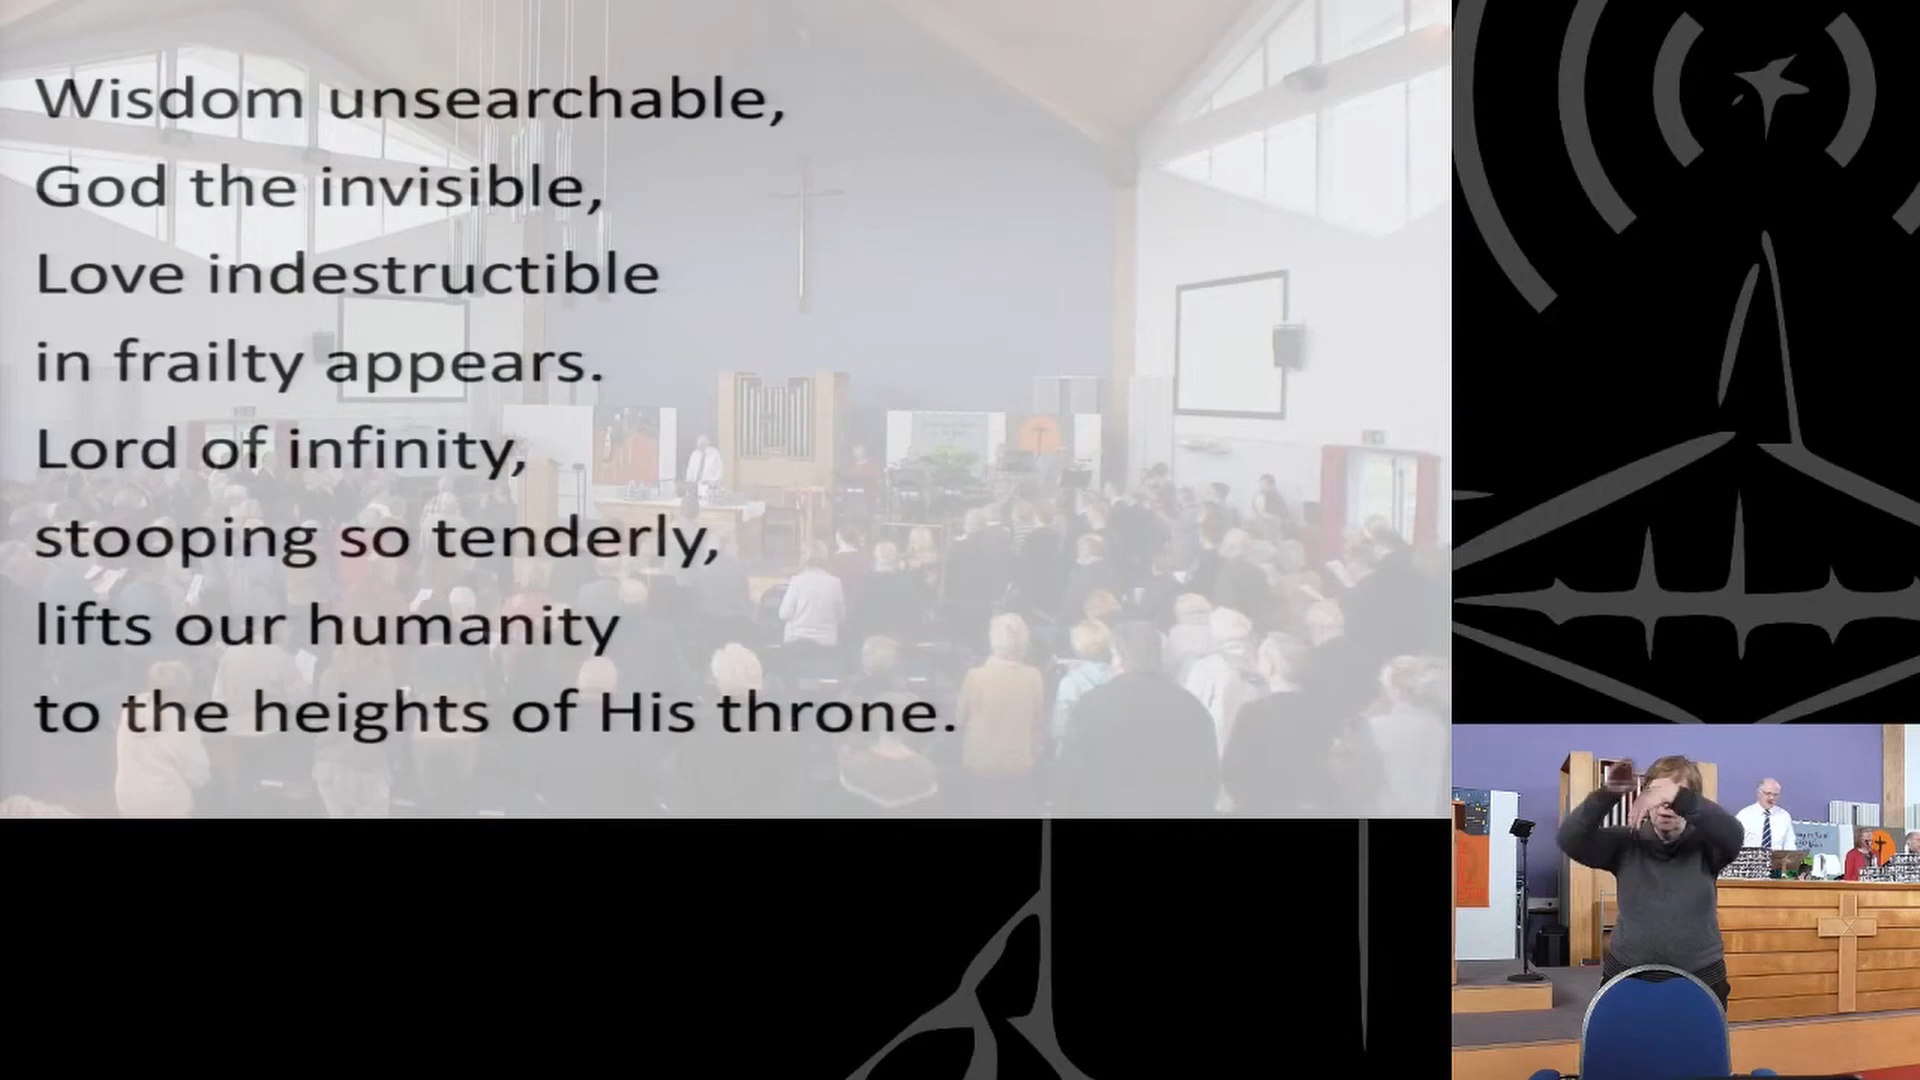 Wisdom unsearchable,
God the invisible,
Love indestructible
in frailty appears.
Lord of infinity,
stooping so tenderly,
lifts our humanity
to the heights of His throne.